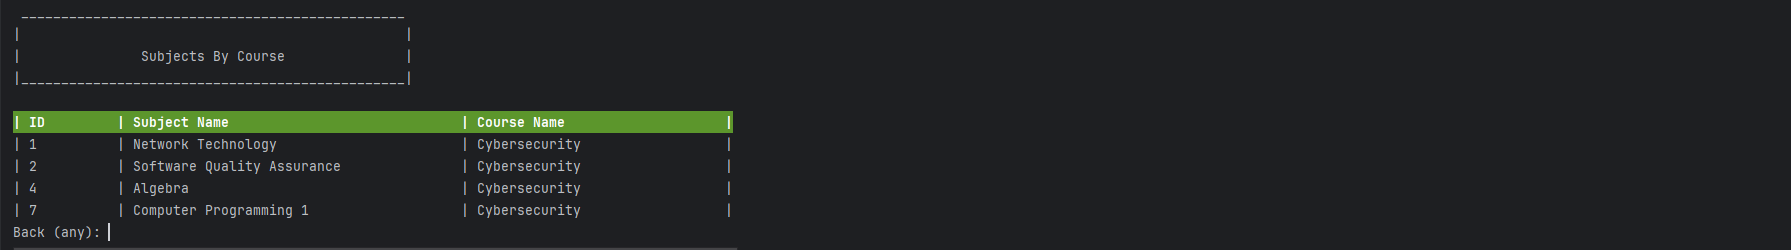 Subjects By Course
| ID | Subject Name | Course Name |
| 1 | Network Technology | Cybersecurity |
| 2 | Software Quality Assurance | Cybersecurity |
| 4 | Algebra | Cybersecurity |
| 7 | Computer Programming 1 | Cybersecurity |
Back (any):